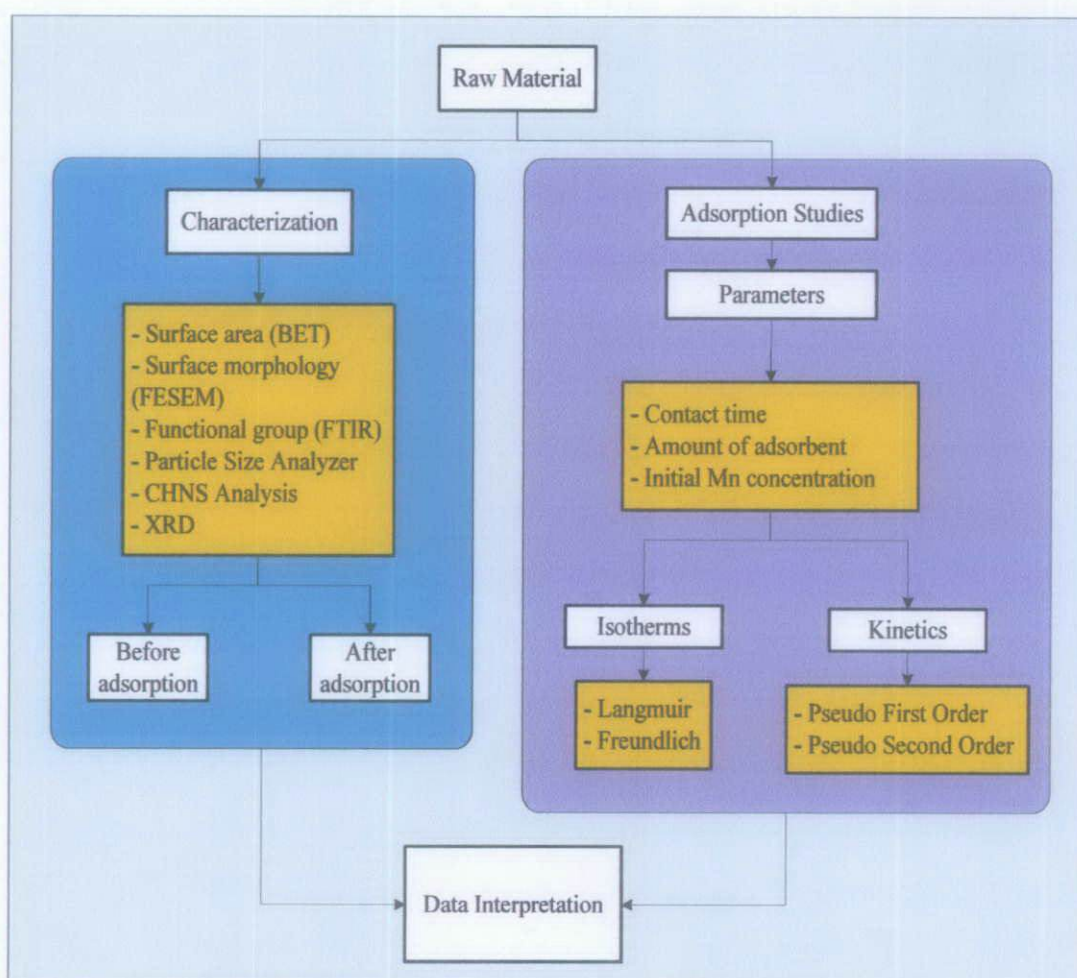 Raw Material
Characterization
- Surface area (BET)
- Surface morphology
(FESEM)
- Functional group (FTIR)
- Particle Size Analyzer
- CHNS Analysis
- XRD
Before
adsorption
After
adsorption
Adsorption Studies
Parameters
- Contact time
- Amount of adsorbent
- Initial Mn concentration
Isotherms
Kinetics
- Langmuir
- Freundlich
- Pseudo First Order
- Pseudo Second Order
Data Interpretation